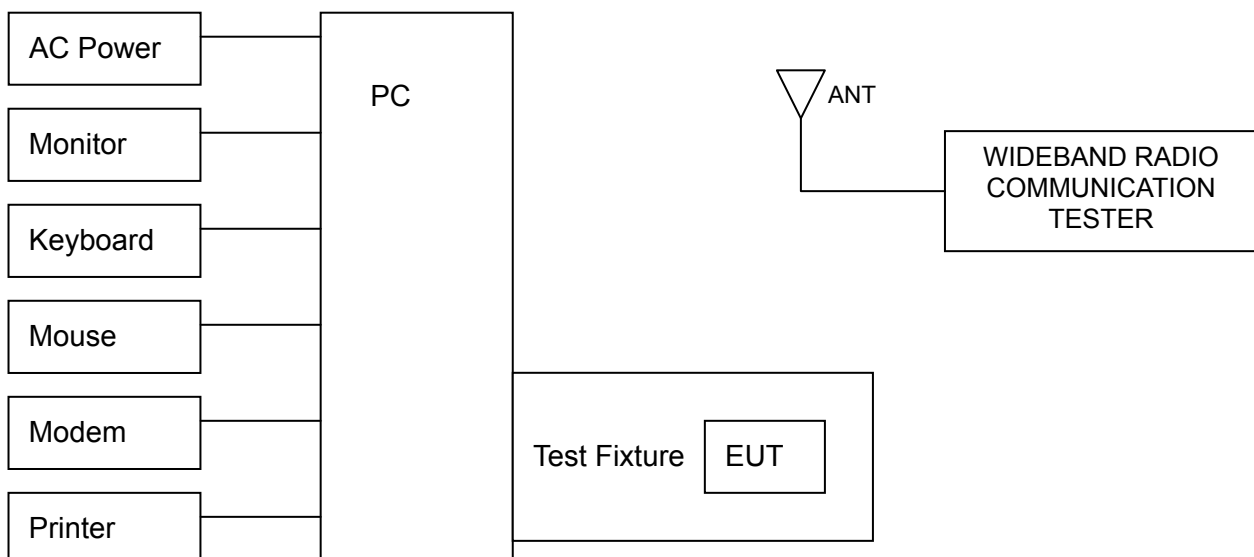 AC Power
Monitor
Keyboard
Mouse
Modem
Printer
PC
Test Fixture
EUT
ANT
WIDEBAND RADIO
COMMUNICATION
TESTER